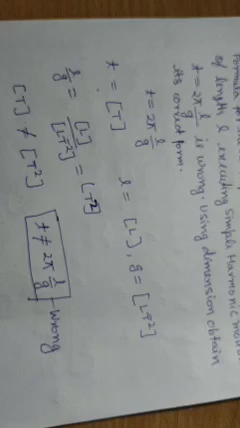 of length l executing simple Harmonic
t = 2π l/g is wrong. using dimension obtain
its correct form.
t = 2π l/g
t = [T] l = [L], g = [LT⁻²]
l/g = [L]/[LT⁻²] = [T²]
[T] ≠ [T²] t ≠ 2π l/g - wrong